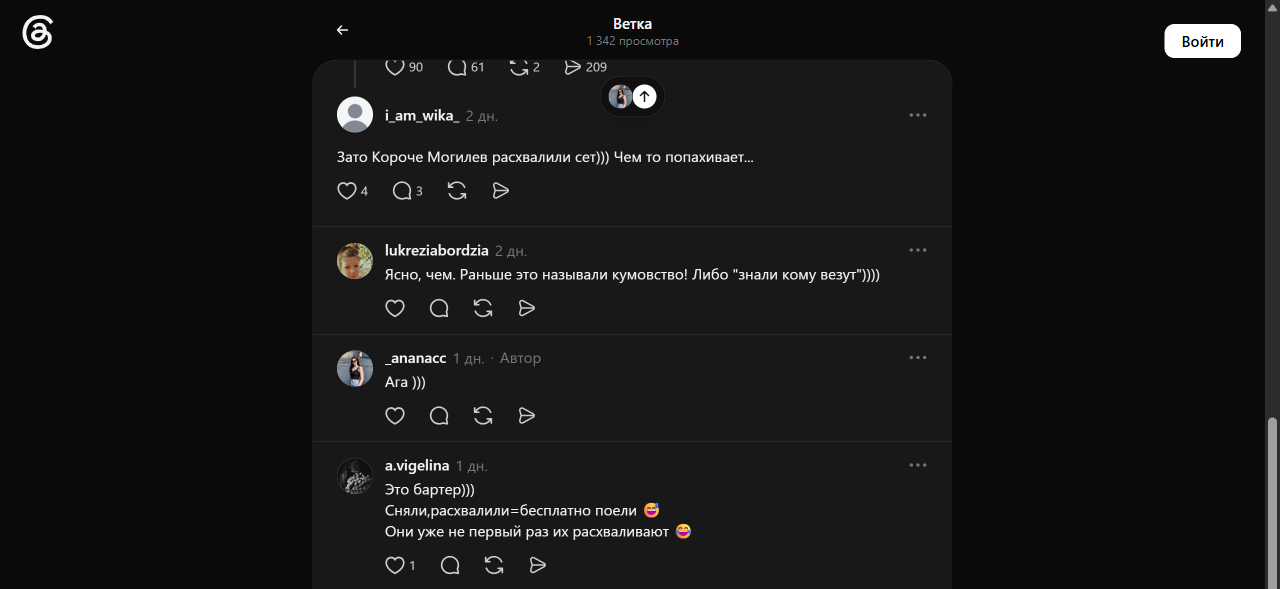 Ветка
1 342 просмотра
Войти
90 61 2 209
i_am_wika_ 2 дн.
Зато Короче Могилев расхвалили сет))) Чем то попахивает...
4 3
lukreziabordzia 2 дн.
Ясно, чем. Раньше это называли кумовство! Либо "знали кому везут"))))
_ananacc 1 дн. · Автор
Ага )))
a.vigelina 1 дн.
Это бартер)))
Сняли,расхвалили=бесплатно поели 😅
Они уже не первый раз их расхваливают 😂
1